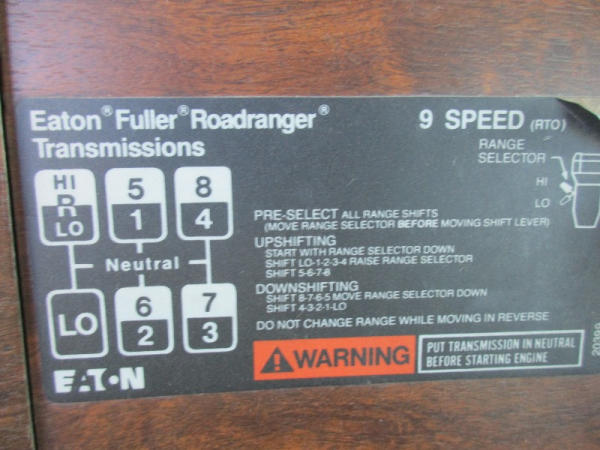 Eaton® Fuller® Roadranger®
Transmissions
9 SPEED (RTO)
RANGE
SELECTOR
HI
LO
HI
R
LO
5
1
8
4
Neutral
LO
6
2
7
3
PRE-SELECT ALL RANGE SHIFTS
(MOVE RANGE SELECTOR BEFORE MOVING SHIFT LEVER)
UPSHIFTING
START WITH RANGE SELECTOR DOWN
SHIFT LO-1-2-3-4 RAISE RANGE SELECTOR
SHIFT 5-6-7-8
DOWNSHIFTING
SHIFT 8-7-6-5 MOVE RANGE SELECTOR DOWN
SHIFT 4-3-2-1-LO
DO NOT CHANGE RANGE WHILE MOVING IN REVERSE
WARNING
PUT TRANSMISSION IN NEUTRAL
BEFORE STARTING ENGINE
EATON